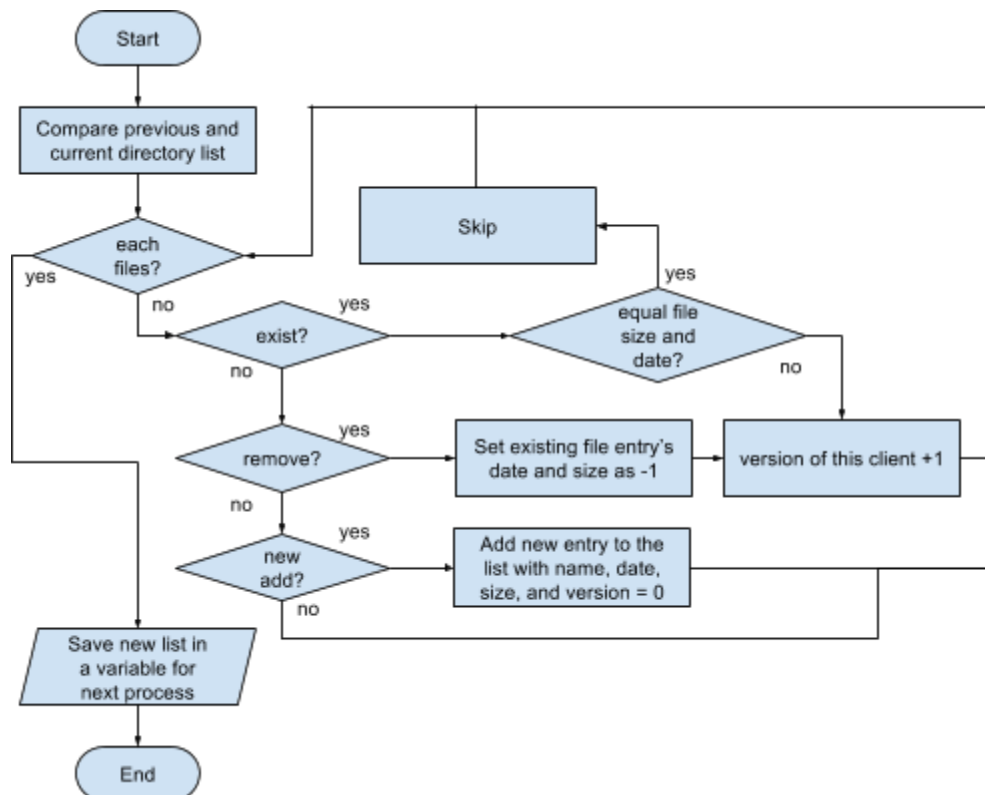 Start
Compare previous and
current directory list
each
files?
yes
no
exist?
yes
no
equal file
size and
date?
yes
no
Skip
remove?
yes
no
Set existing file entry's
date and size as -1
version of this client +1
new
add?
yes
no
Add new entry to the
list with name, date,
size, and version = 0
Save new list in
a variable for
next process
End